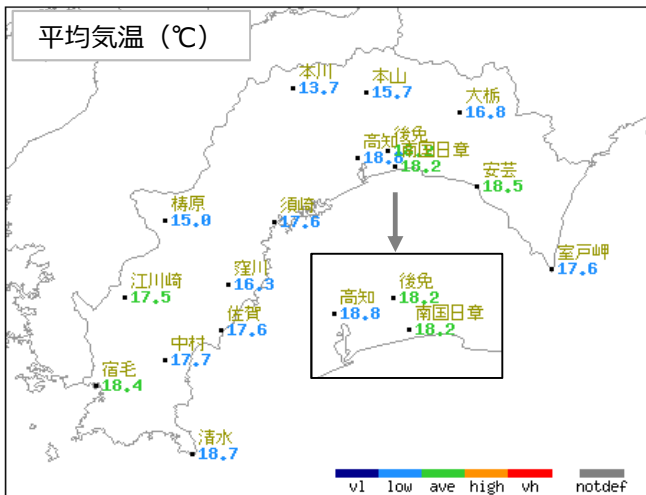 平均気温（℃）
本川
13.7
本山
15.7
大栃
16.8
後免
18.2
高知
18.8
南国日章
18.2
安芸
18.5
梼原
15.8
須崎
17.6
室戸岬
17.6
江川崎
17.5
窪川
16.3
佐賀
17.6
後免
18.2
高知
18.8
南国日章
18.2
中村
17.7
宿毛
18.4
清水
18.7
vl low ave high vh notdef